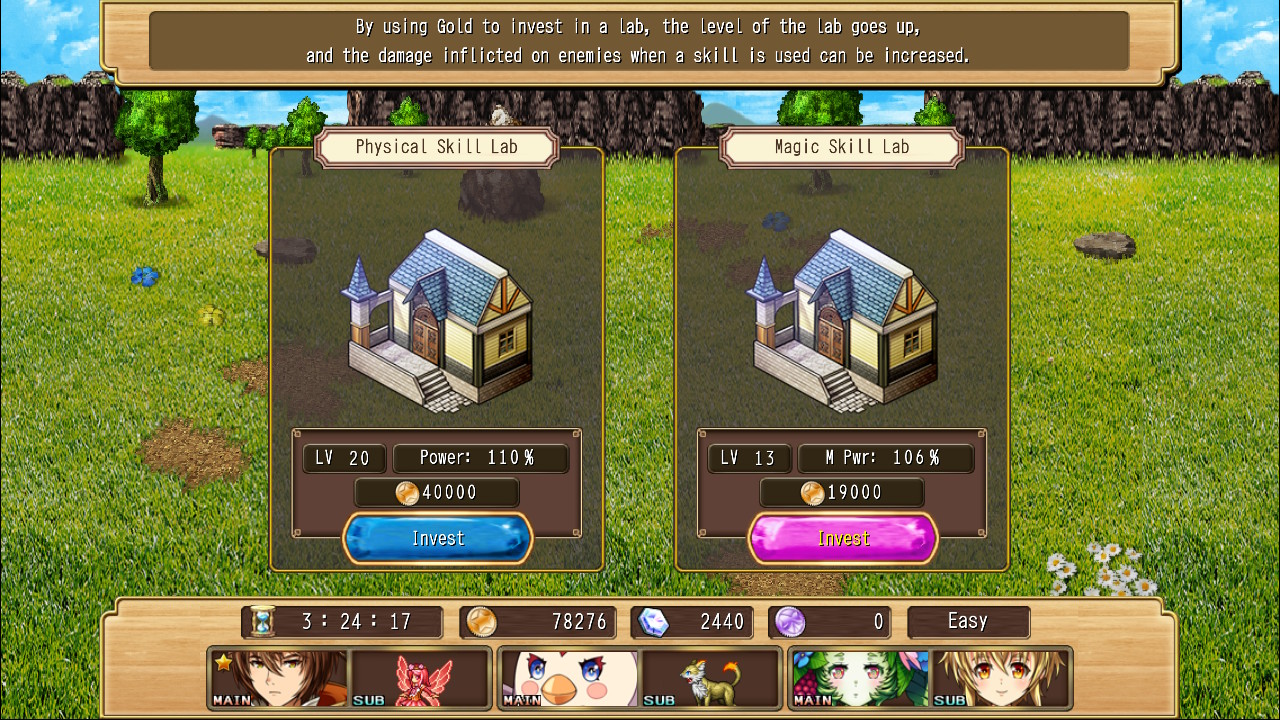 By using Gold to invest in a lab, the level of the lab goes up,
and the damage inflicted on enemies when a skill is used can be increased.
Physical Skill Lab
LV 20
Power: 110%
40000
Invest
Magic Skill Lab
LV 13
M Pwr: 106%
19000
Invest
3 : 24 : 17
78276
2440
0
Easy
MAIN
SUB
MAIN
SUB
MAIN
SUB